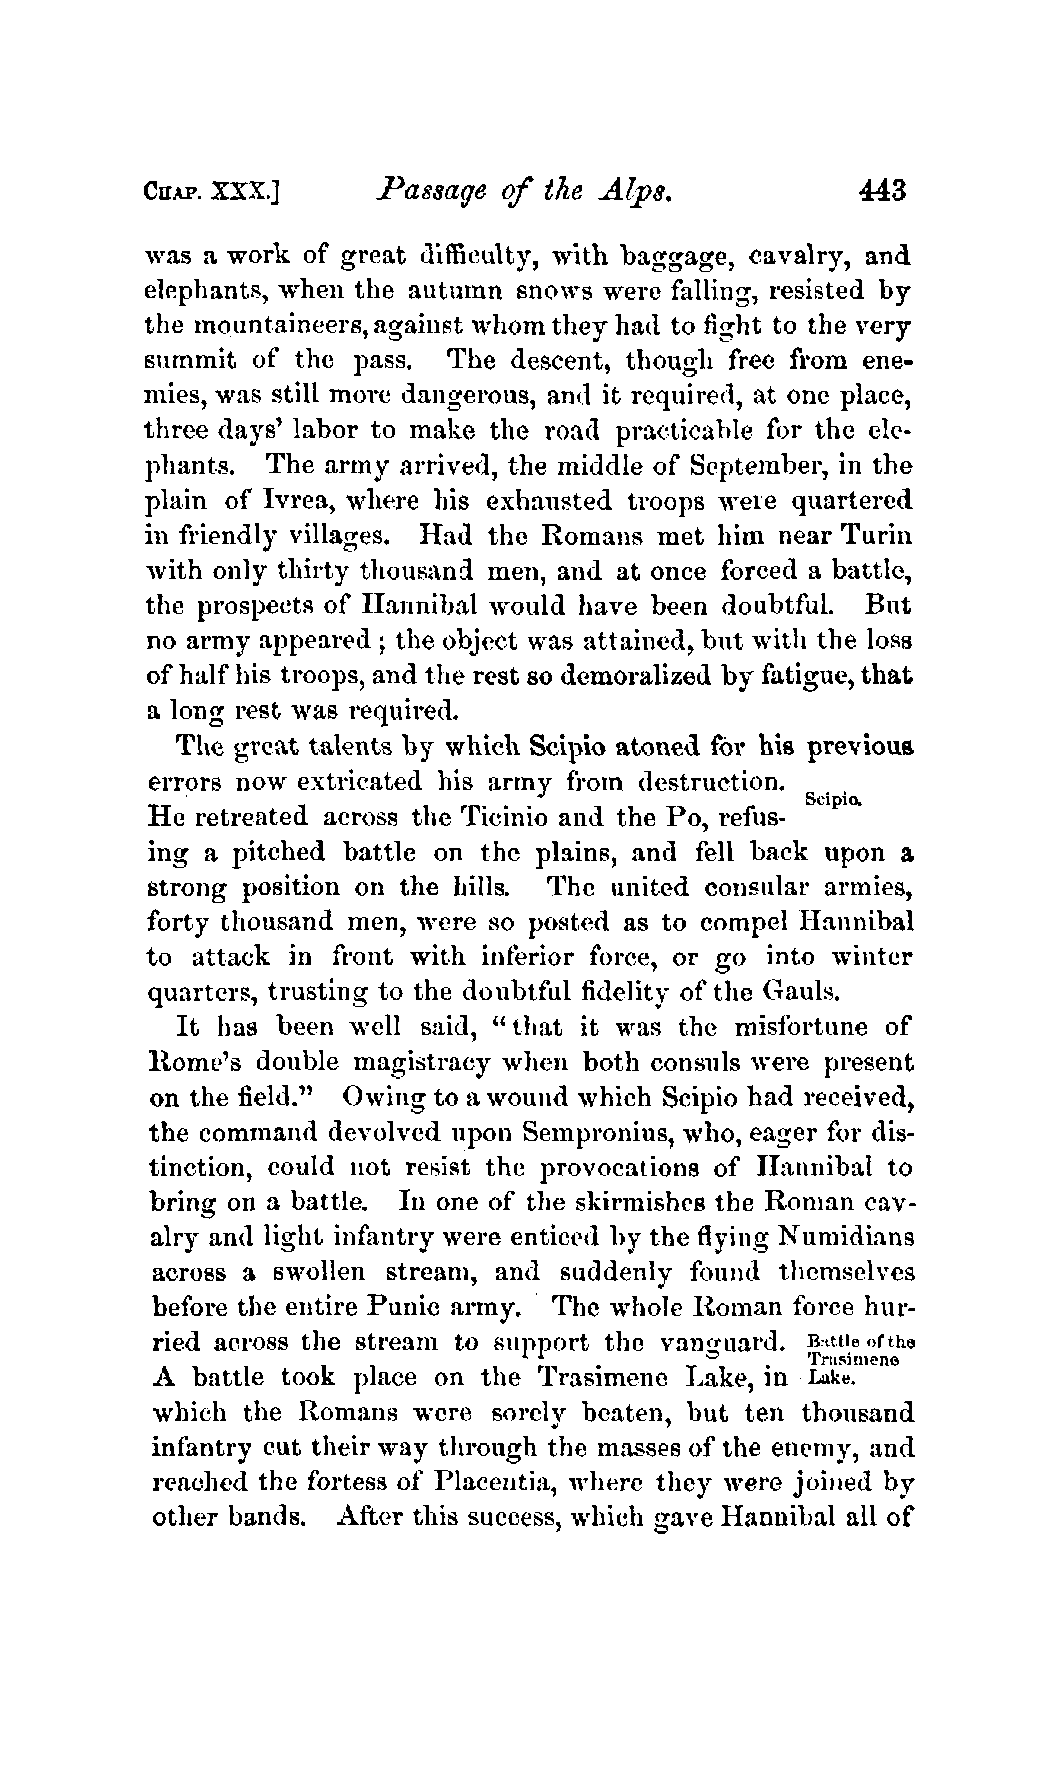 CHAP. XXX.] Passage of the Alps. 443
was a work of great difficulty, with baggage, cavalry, and
elephants, when the autumn snows were falling, resisted by
the mountaineers, against whom they had to fight to the very
summit of the pass. The descent, though free from ene-
mies, was still more dangerous, and it required, at one place,
three days' labor to make the road practicable for the ele-
phants. The army arrived, the middle of September, in the
plain of Ivrea, where his exhausted troops were quartered
in friendly villages. Had the Romans met him near Turin
with only thirty thousand men, and at once forced a battle,
the prospects of Hannibal would have been doubtful. But
no army appeared; the object was attained, but with the loss
of half his troops, and the rest so demoralized by fatigue, that
a long rest was required.
The great talents by which Scipio atoned for his previous
errors now extricated his army from destruction.
Scipio.
He retreated across the Ticinio and the Po, refus-
ing a pitched battle on the plains, and fell back upon a
strong position on the hills. The united consular armies,
forty thousand men, were so posted as to compel Hannibal
to attack in front with inferior force, or go into winter
quarters, trusting to the doubtful fidelity of the Gauls.
It has been well said, "that it was the misfortune of
Rome's double magistracy when both consuls were present
on the field." Owing to a wound which Scipio had received,
the command devolved upon Sempronius, who, eager for dis-
tinction, could not resist the provocations of Hannibal to
bring on a battle. In one of the skirmishes the Roman cav-
alry and light infantry were enticed by the flying Numidians
across a swollen stream, and suddenly found themselves
before the entire Punic army. The whole Roman force hur-
ried across the stream to support the vanguard.
Battle of the
Trasimene
Lake.
A battle took place on the Trasimene Lake, in
which the Romans were sorely beaten, but ten thousand
infantry cut their way through the masses of the enemy, and
reached the fortess of Placentia, where they were joined by
other bands. After this success, which gave Hannibal all of